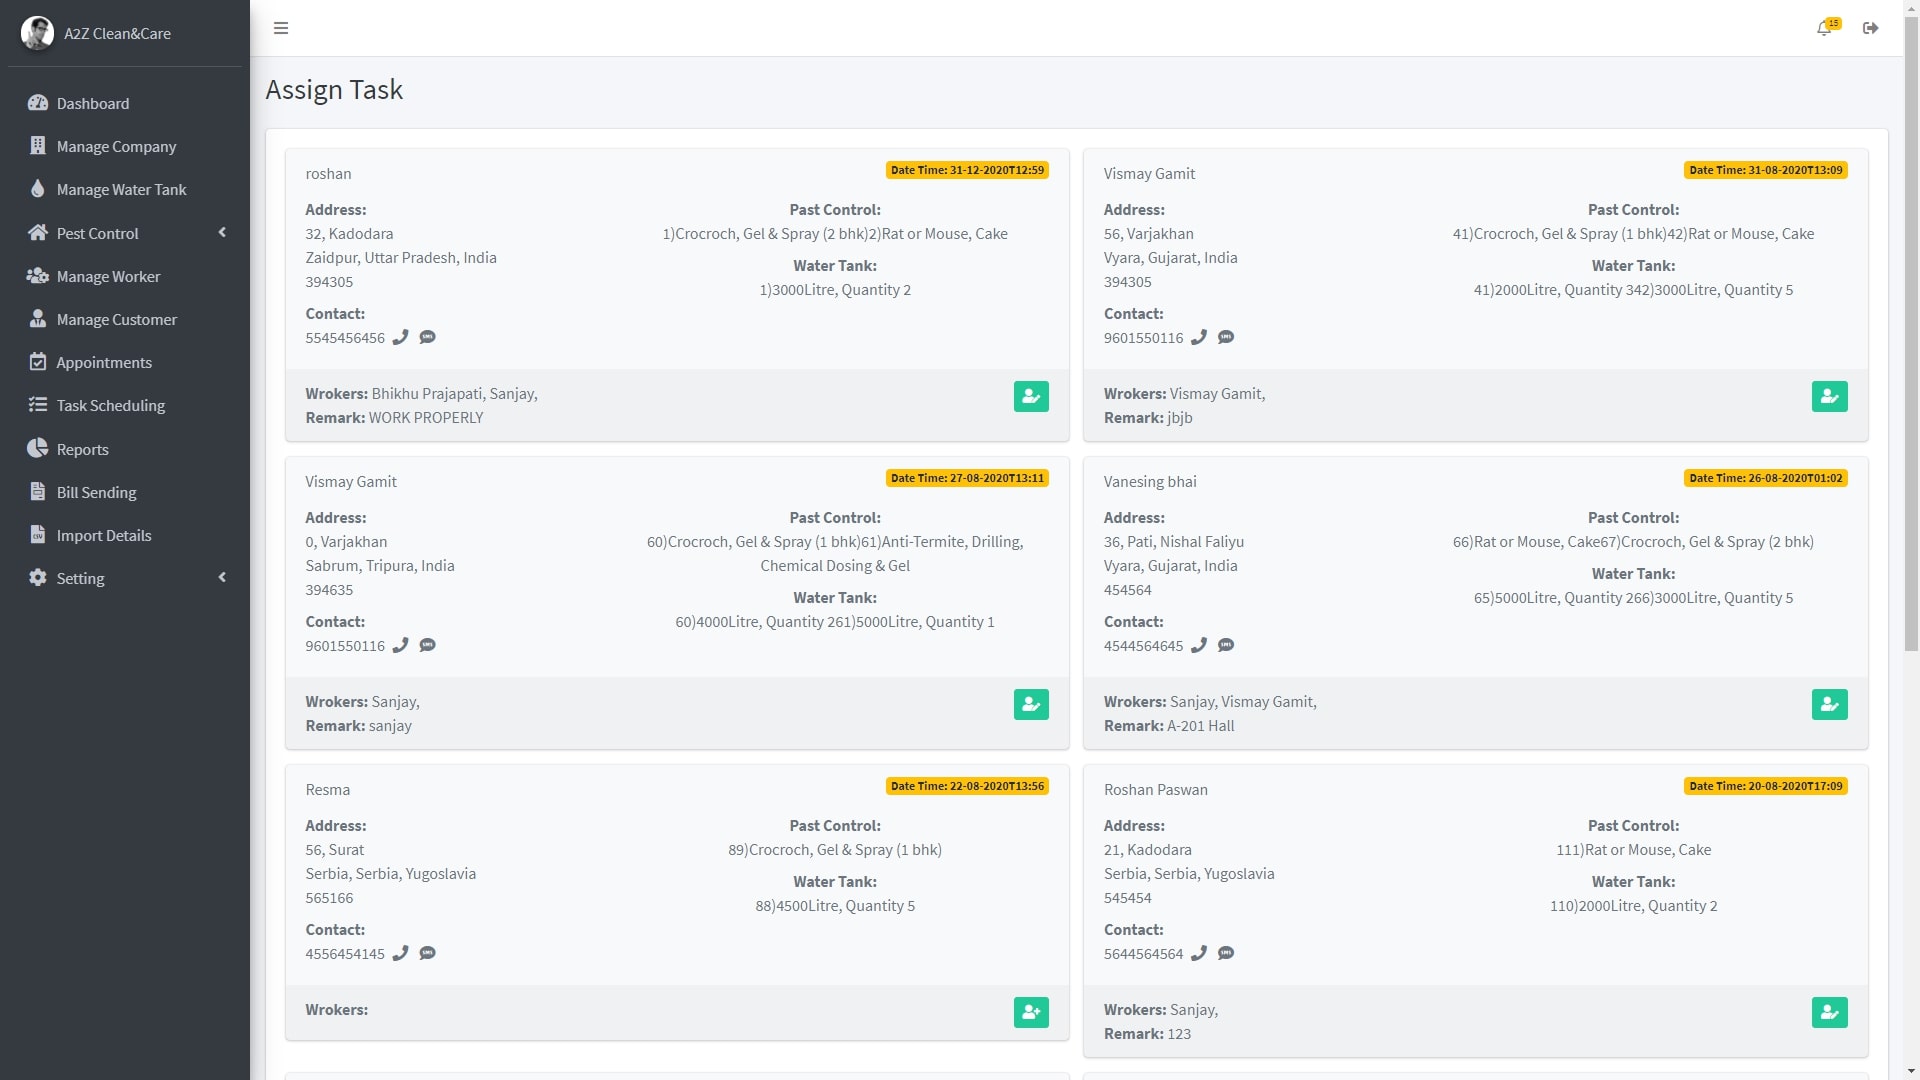 A2Z Clean&Care
Dashboard
Manage Company
Manage Water Tank
Pest Control
Manage Worker
Manage Customer
Appointments
Task Scheduling
Reports
Bill Sending
Import Details
Setting
15
Assign Task
roshan
Date Time: 31-12-2020T12:59
Address:
32, Kadodara
Zaidpur, Uttar Pradesh, India
394305
Contact:
5545456456
Past Control:
1)Crocroch, Gel & Spray (2 bhk)2)Rat or Mouse, Cake
Water Tank:
1)3000Litre, Quantity 2
Wrokers: Bhikhu Prajapati, Sanjay,
Remark: WORK PROPERLY
Vismay Gamit
Date Time: 31-08-2020T13:09
Address:
56, Varjakhan
Vyara, Gujarat, India
394305
Contact:
9601550116
Past Control:
41)Crocroch, Gel & Spray (1 bhk)42)Rat or Mouse, Cake
Water Tank:
41)2000Litre, Quantity 342)3000Litre, Quantity 5
Wrokers: Vismay Gamit,
Remark: jbjb
Vismay Gamit
Date Time: 27-08-2020T13:11
Address:
0, Varjakhan
Sabrum, Tripura, India
394635
Contact:
9601550116
Past Control:
60)Crocroch, Gel & Spray (1 bhk)61)Anti-Termite, Drilling,
Chemical Dosing & Gel
Water Tank:
60)4000Litre, Quantity 261)5000Litre, Quantity 1
Wrokers: Sanjay,
Remark: sanjay
Vanesing bhai
Date Time: 26-08-2020T01:02
Address:
36, Pati, Nishal Faliyu
Vyara, Gujarat, India
454564
Contact:
4544564645
Past Control:
66)Rat or Mouse, Cake67)Crocroch, Gel & Spray (2 bhk)
Water Tank:
65)5000Litre, Quantity 266)3000Litre, Quantity 5
Wrokers: Sanjay, Vismay Gamit,
Remark: A-201 Hall
Resma
Date Time: 22-08-2020T13:56
Address:
56, Surat
Serbia, Serbia, Yugoslavia
565166
Contact:
4556454145
Past Control:
89)Crocroch, Gel & Spray (1 bhk)
Water Tank:
88)4500Litre, Quantity 5
Wrokers:
Roshan Paswan
Date Time: 20-08-2020T17:09
Address:
21, Kadodara
Serbia, Serbia, Yugoslavia
545454
Contact:
5644564564
Past Control:
111)Rat or Mouse, Cake
Water Tank:
110)2000Litre, Quantity 2
Wrokers: Sanjay,
Remark: 123